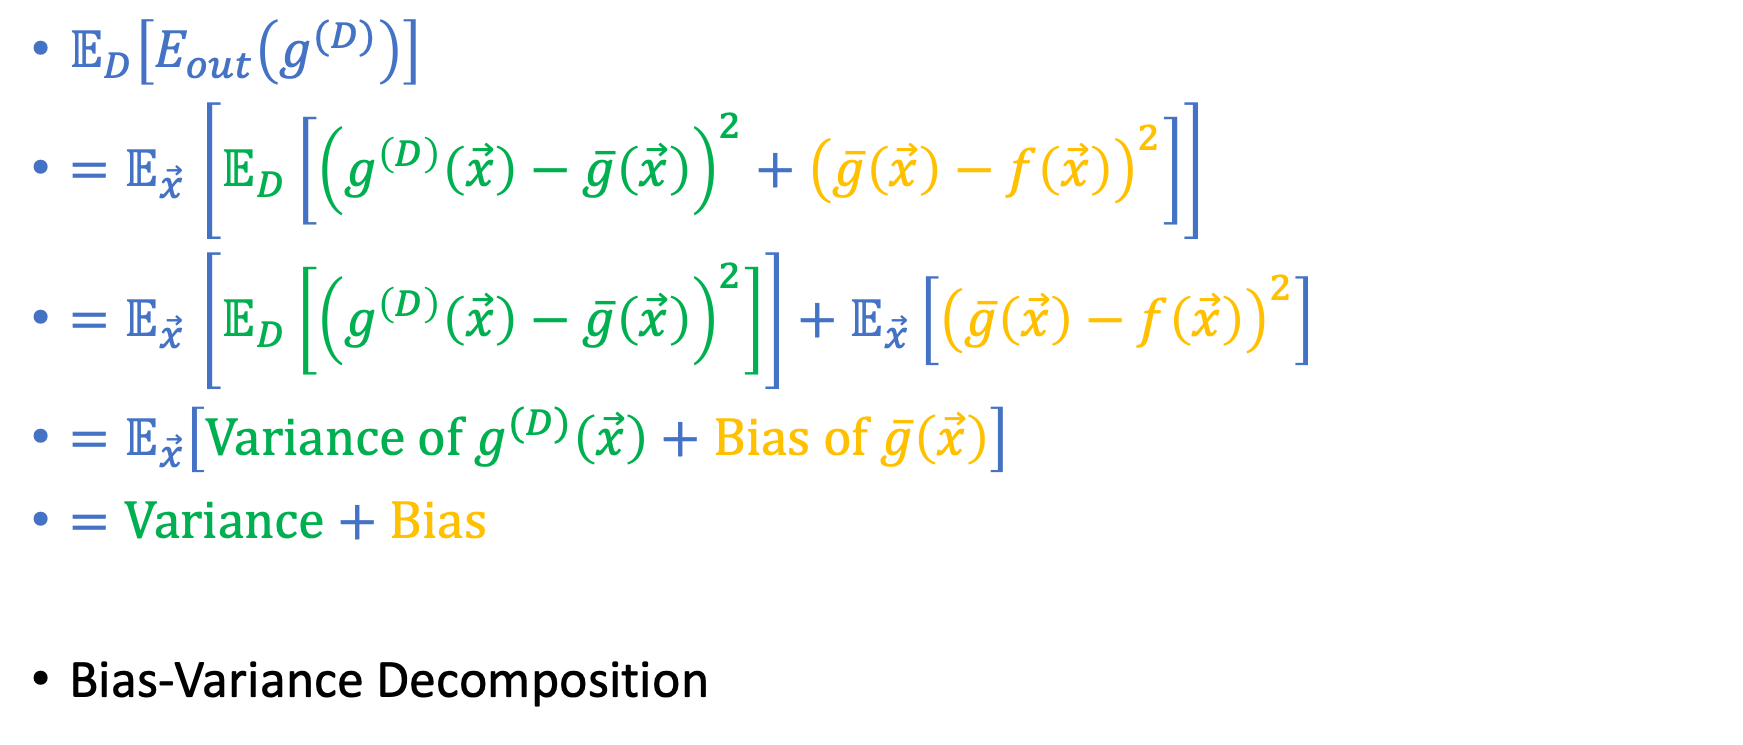 • 𝔼_D[E_out(g^(D))]
• = 𝔼_x⃗ [𝔼_D [(g^(D)(x⃗) − ḡ(x⃗))^2 + (ḡ(x⃗) − f(x⃗))^2]]
• = 𝔼_x⃗ [𝔼_D [(g^(D)(x⃗) − ḡ(x⃗))^2]] + 𝔼_x⃗ [(ḡ(x⃗) − f(x⃗))^2]
• = 𝔼_x⃗[Variance of g^(D)(x⃗) + Bias of ḡ(x⃗)]
• = Variance + Bias
• Bias-Variance Decomposition